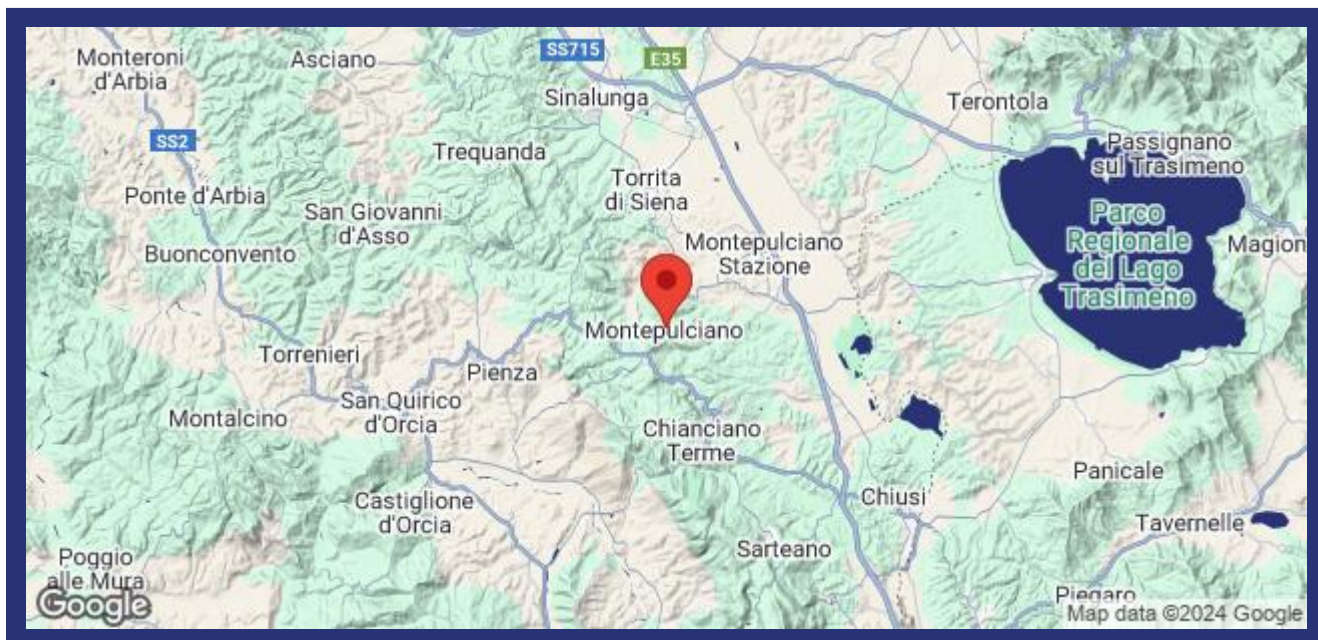 Monteroni
d'Arbia
Asciano
SS715
E35
Sinalunga
Terontola
SS2
Trequanda
Passignano
sul Trasimeno
Ponte d'Arbia
Torrita
di Siena
San Giovanni
d'Asso
Parco
Regionale
del Lago
Trasimeno
Buonconvento
Montepulciano
Stazione
Magion
Montepulciano
Torrenieri
Pienza
Montalcino
San Quirico
d'Orcia
Chianciano
Terme
Panicale
Castiglione
d'Orcia
Chiusi
Tavernelle
Sarteano
Poggio
alle Mura
Piegaro
Google
Map data ©2024 Google